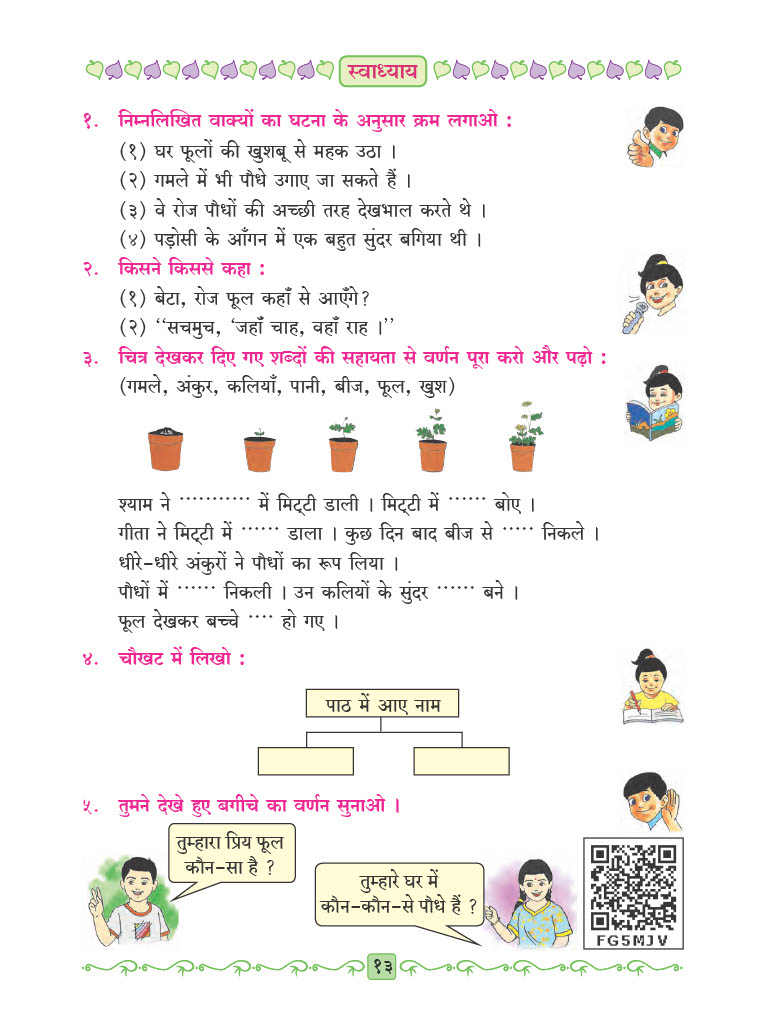 स्वाध्याय
१. निम्नलिखित वाक्यों का घटना के अनुसार क्रम लगाओ :
(१) घर फूलों की खुशबू से महक उठा ।
(२) गमले में भी पौधे उगाए जा सकते हैं ।
(३) वे रोज पौधों की अच्छी तरह देखभाल करते थे ।
(४) पड़ोसी के आँगन में एक बहुत सुंदर बगिया थी ।
२. किसने किससे कहा :
(१) बेटा, रोज फूल कहाँ से आएँगे?
(२) ‘‘सचमुच, ‘जहाँ चाह, वहाँ राह ।’’
३. चित्र देखकर दिए गए शब्दों की सहायता से वर्णन पूरा करो और पढ़ो :
(गमले, अंकुर, कलियाँ, पानी, बीज, फूल, खुश)
श्याम ने ··········· में मिट्टी डाली । मिट्टी में ······ बोए ।
गीता ने मिट्टी में ······ डाला । कुछ दिन बाद बीज से ····· निकले ।
धीरे-धीरे अंकुरों ने पौधों का रूप लिया ।
पौधों में ······ निकली । उन कलियों के सुंदर ······ बने ।
फूल देखकर बच्चे ···· हो गए ।
४. चौखट में लिखो :
पाठ में आए नाम
५. तुमने देखे हुए बगीचे का वर्णन सुनाओ ।
तुम्हारा प्रिय फूल
कौन-सा है ?
तुम्हारे घर में
कौन-कौन-से पौधे हैं ?
FG5MJV
१३